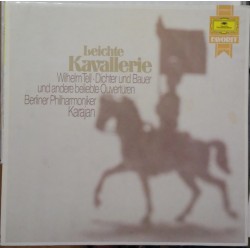 Leichte
Kavallerie
Wilhelm Tell · Dichter und Bauer
und andere beliebte Ouvertüren
Berliner Philharmoniker
Karajan